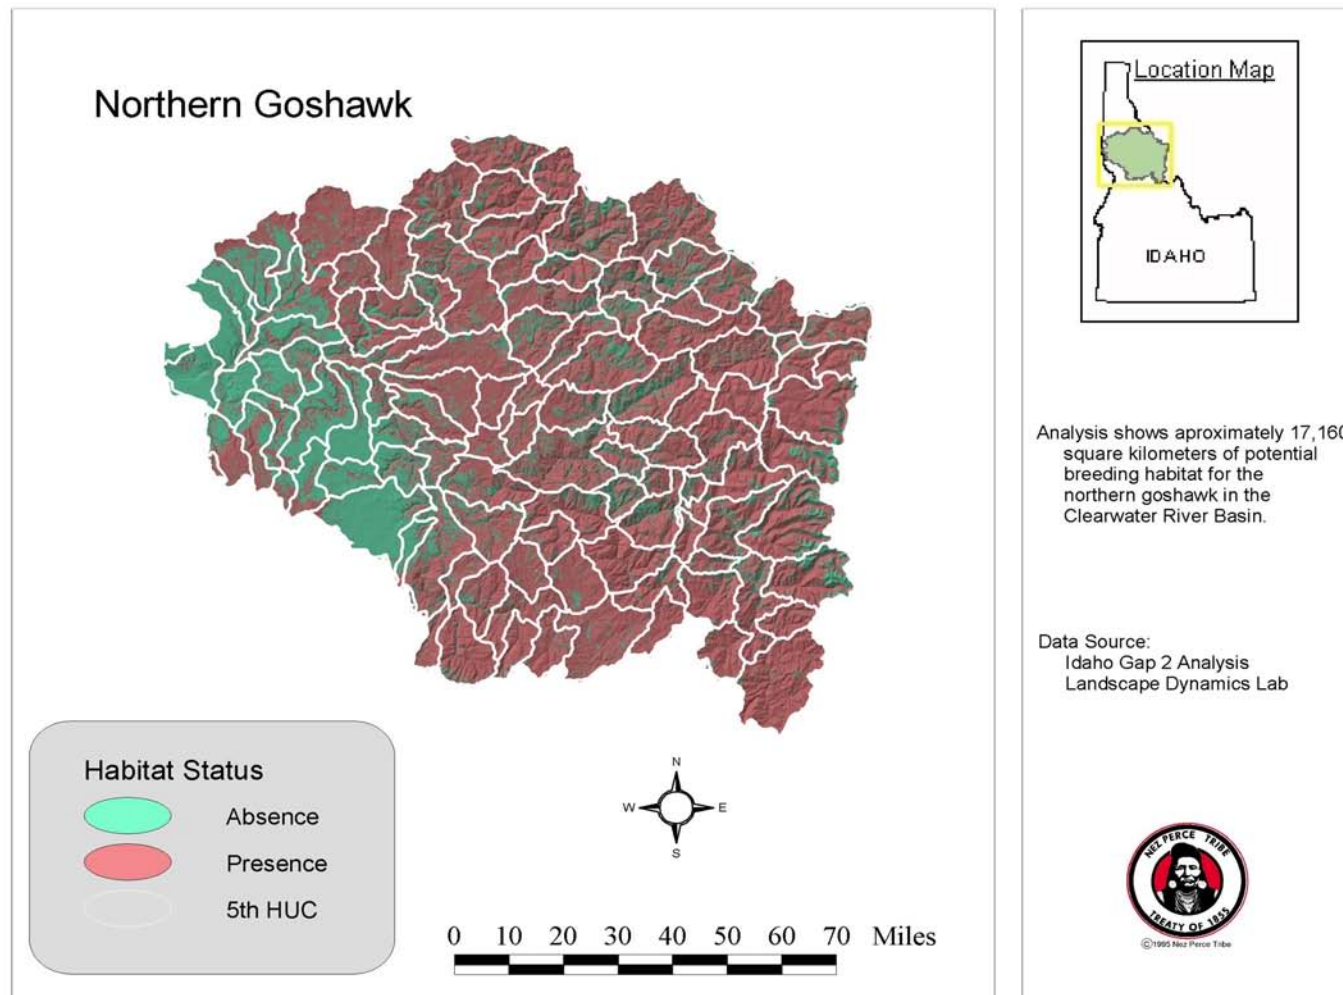 Northern Goshawk
Location Map
IDAHO
Analysis shows aproximately 17,160
square kilometers of potential
breeding habitat for the
northern goshawk in the
Clearwater River Basin.
Data Source:
Idaho Gap 2 Analysis
Landscape Dynamics Lab
Habitat Status
Absence
Presence
5th HUC
N
W E
S
0 10 20 30 40 50 60 70 Miles
NEZ PERCE TRIBE
TREATY OF 1855
©1995 Nez Perce Tribe